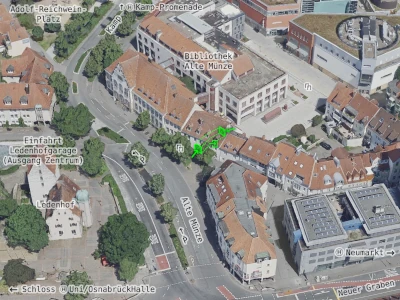 Adolf-Reichwein-
Platz
↑ H Kamp-Promenade
Kamp
Bibliothek
Alte Münze
Einfahrt
Ledenhofgarage
(Ausgang Zentrum)
Ledenhof
Alte Münze
H Neumarkt →
← Schloss H Uni/OsnabrückHalle
Neuer Graben